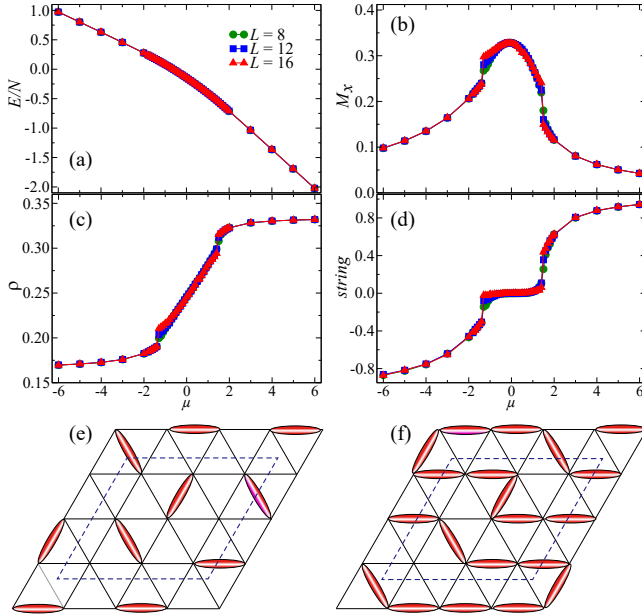 1.0
0.5
0.0
-0.5
-1.0
-1.5
-2.0
E/N
L = 8
L = 12
L = 16
(a)
0.4
0.3
0.2
0.1
0.0
Mx
(b)
0.35
0.30
0.25
0.20
0.15
ρ
(c)
-6 -4 -2 0 2 4 6
μ
0.8
0.4
0.0
-0.4
-0.8
string
(d)
-6 -4 -2 0 2 4 6
μ
(e)
(f)